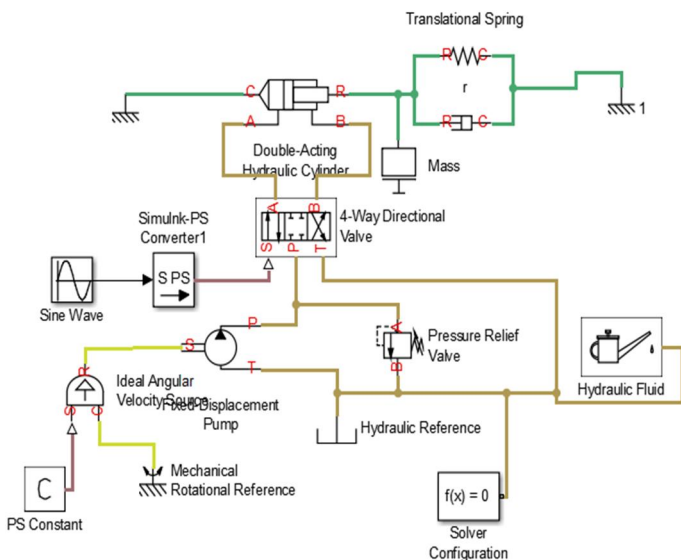 Translational Spring
R C
r
C R
R C
1
A B
Double-Acting
Hydraulic Cylinder
Mass
Simulnk-PS
Converter1
A B
4-Way Directional
Valve
S P T
S PS
Sine Wave
P
S
T
A
Pressure Relief
Valve
B
Hydraulic Fluid
R
Ideal Angular
Velocity Source
S C
Fixed-Displacement
Pump
Hydraulic Reference
Mechanical
Rotational Reference
C
PS Constant
f(x) = 0
Solver
Configuration